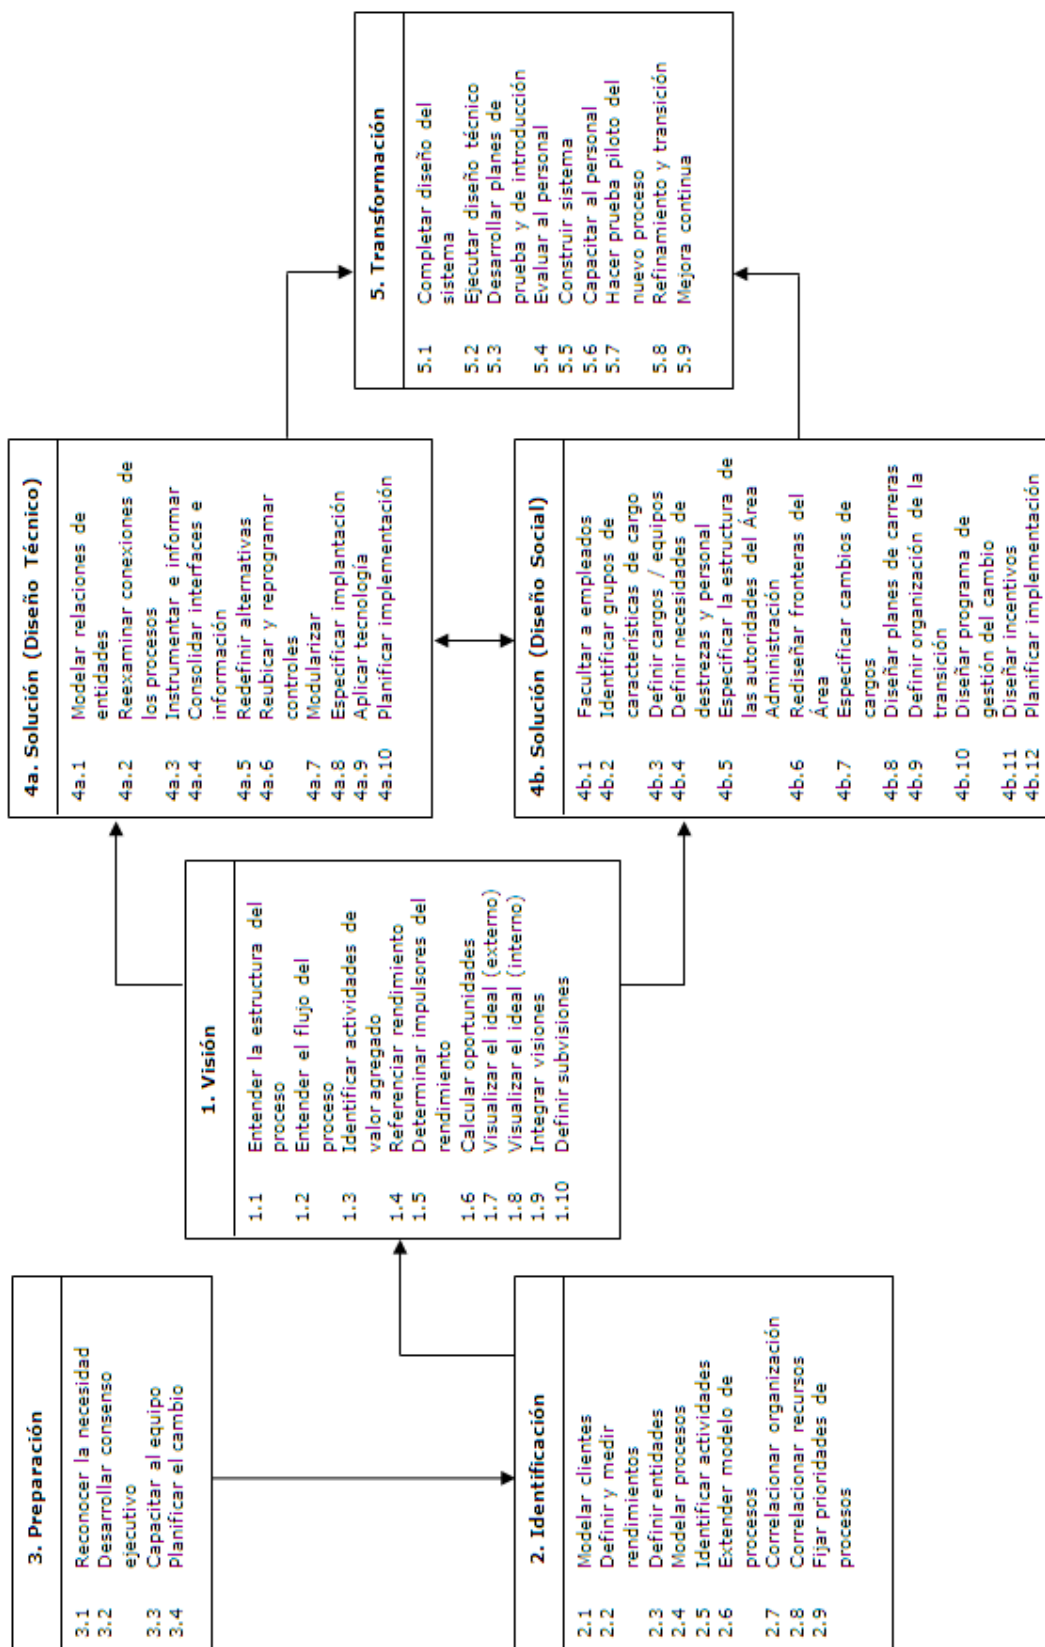 3. Preparación
3.1 Reconocer la necesidad
3.2 Desarrollar consenso
ejecutivo
3.3 Capacitar al equipo
3.4 Planificar el cambio
2. Identificación
2.1 Modelar clientes
2.2 Definir y medir
rendimientos
2.3 Definir entidades
2.4 Modelar procesos
2.5 Identificar actividades
2.6 Extender modelo de
procesos
2.7 Correlacionar organización
2.8 Correlacionar recursos
2.9 Fijar prioridades de
procesos
1. Visión
1.1 Entender la estructura del
proceso
1.2 Entender el flujo del
proceso
1.3 Identificar actividades de
valor agregado
1.4 Referenciar rendimiento
1.5 Determinar impulsores del
rendimiento
1.6 Calcular oportunidades
1.7 Visualizar el ideal (externo)
1.8 Visualizar el ideal (interno)
1.9 Integrar visiones
1.10 Definir subvisiones
4a. Solución (Diseño Técnico)
4a.1 Modelar relaciones de
entidades
4a.2 Reexaminar conexiones de
los procesos
4a.3 Instrumentar e informar
4a.4 Consolidar interfaces e
información
4a.5 Redefinir alternativas
4a.6 Reubicar y reprogramar
controles
4a.7 Modularizar
4a.8 Especificar implantación
4a.9 Aplicar tecnología
4a.10 Planificar implementación
4b. Solución (Diseño Social)
4b.1 Facultar a empleados
4b.2 Identificar grupos de
características de cargo
4b.3 Definir cargos / equipos
4b.4 Definir necesidades de
destrezas y personal
4b.5 Especificar la estructura de
las autoridades del Área
Administración
4b.6 Rediseñar fronteras del
Área
4b.7 Especificar cambios de
cargos
4b.8 Diseñar planes de carreras
4b.9 Definir organización de la
transición
4b.10 Diseñar programa de
gestión del cambio
4b.11 Diseñar incentivos
4b.12 Planificar implementación
5. Transformación
5.1 Completar diseño del
sistema
5.2 Ejecutar diseño técnico
5.3 Desarrollar planes de
prueba y de introducción
5.4 Evaluar al personal
5.5 Construir sistema
5.6 Capacitar al personal
5.7 Hacer prueba piloto del
nuevo proceso
5.8 Refinamiento y transición
5.9 Mejora continua